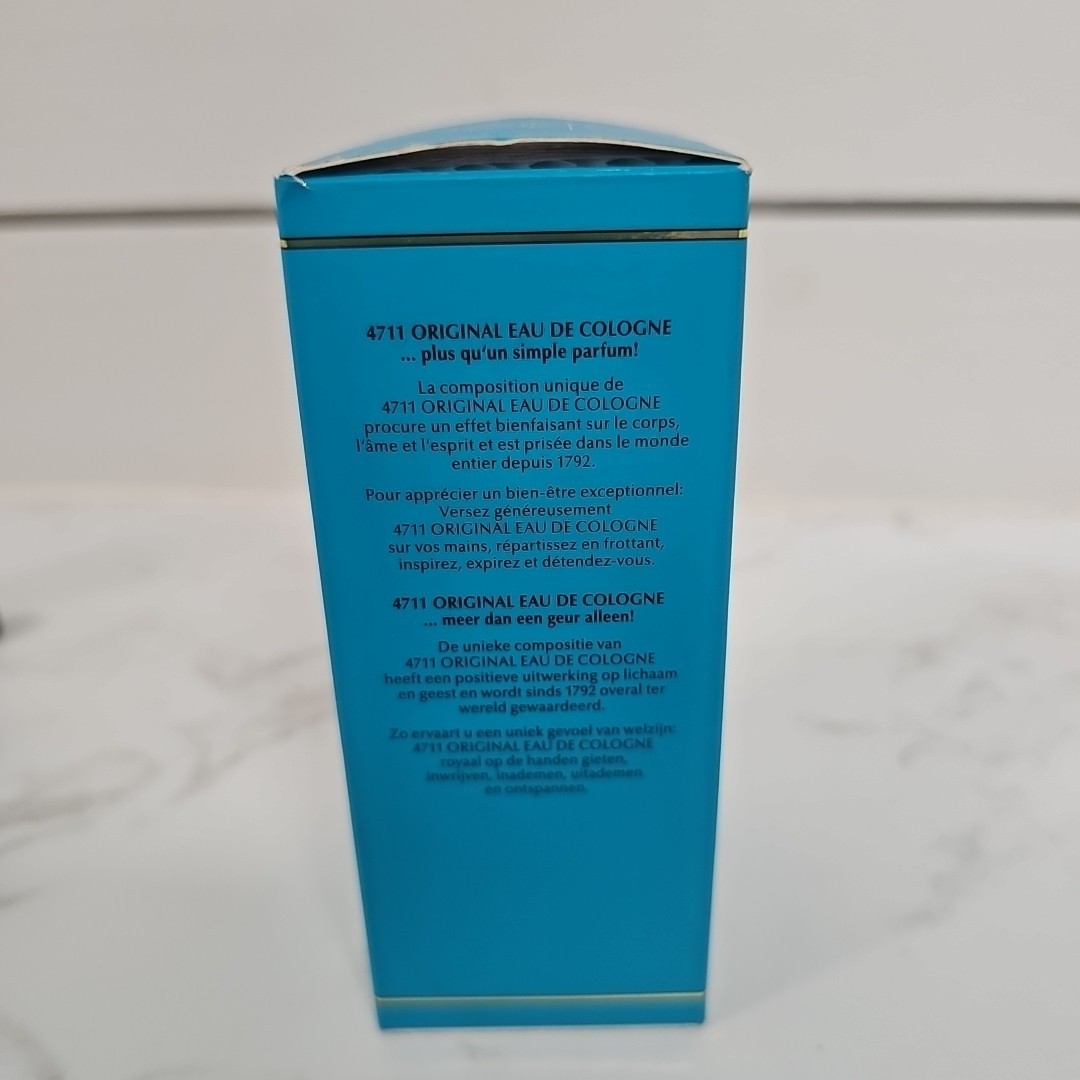 4711 ORIGINAL EAU DE COLOGNE
... plus qu'un simple parfum!
La composition unique de
4711 ORIGINAL EAU DE COLOGNE
procure un effet bienfaisant sur le corps,
l'âme et l'esprit et est prisée dans le monde
entier depuis 1792.
Pour apprécier un bien-être exceptionnel:
Versez généreusement
4711 ORIGINAL EAU DE COLOGNE
sur vos mains, répartissez en frottant,
inspirez, expirez et détendez-vous.
4711 ORIGINAL EAU DE COLOGNE
... meer dan een geur alleen!
De unieke compositie van
4711 ORIGINAL EAU DE COLOGNE
heeft een positieve uitwerking op lichaam
en geest en wordt sinds 1792 overal ter
wereld gewaardeerd.
Zo ervaart u een uniek gevoel van welzijn:
4711 ORIGINAL EAU DE COLOGNE
royaal op de handen gieten,
inwrijven, inademen, uitademen
en ontspannen.